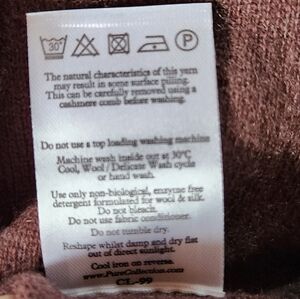 30°
P
The natural characteristics of this yarn
may result in some surface pilling.
This can be carefully removed using a
cashmere comb before washing.
Do not use a top loading washing machine
Machine wash inside out at 30°C
Cool, Wool / Delicate Wash cycle
or hand wash.
Use only non-biological, enzyme free
detergent formulated for wool & silk.
Do not bleach.
Do not use fabric conditioner.
Do not tumble dry.
Reshape whilst damp and dry flat
out of direct sunlight.
Cool iron on reverse.
www.PureCollection.com
CL-99